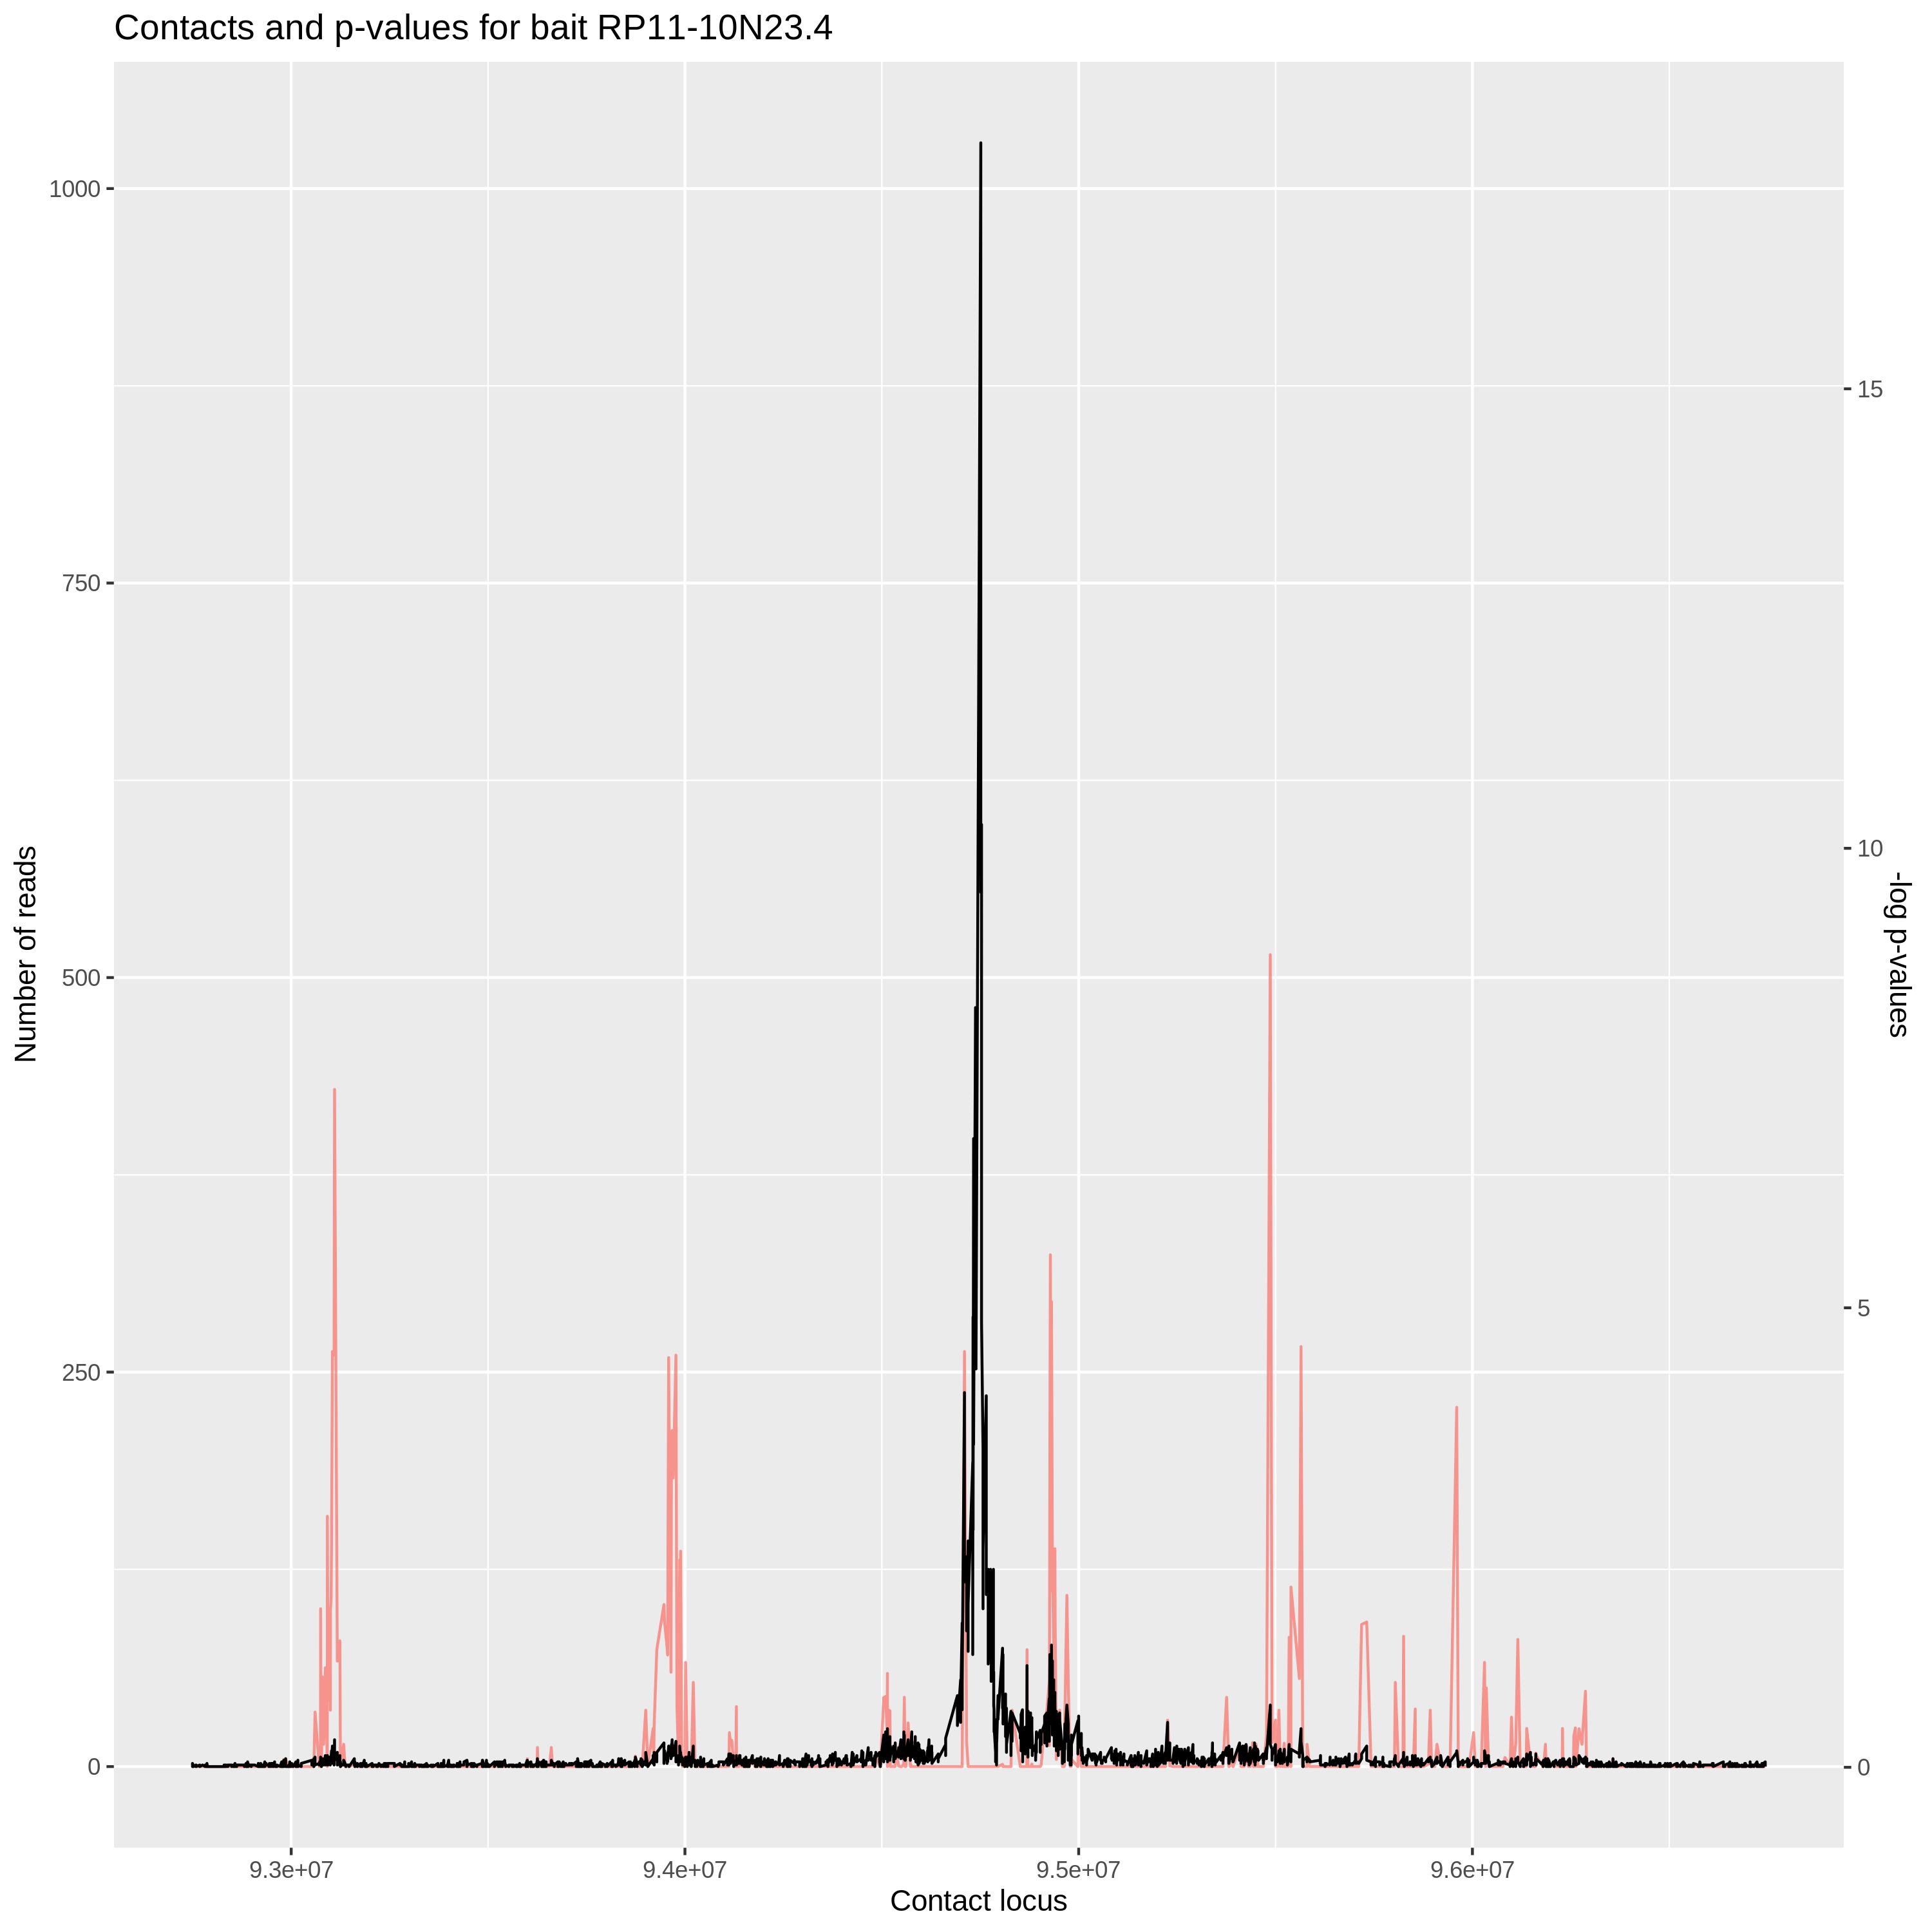 Contacts and p-values for bait RP11-10N23.4
1000
750
500
250
0
Number of reads
15
10
5
0
-log p-values
9.3e+07 9.4e+07 9.5e+07 9.6e+07
Contact locus